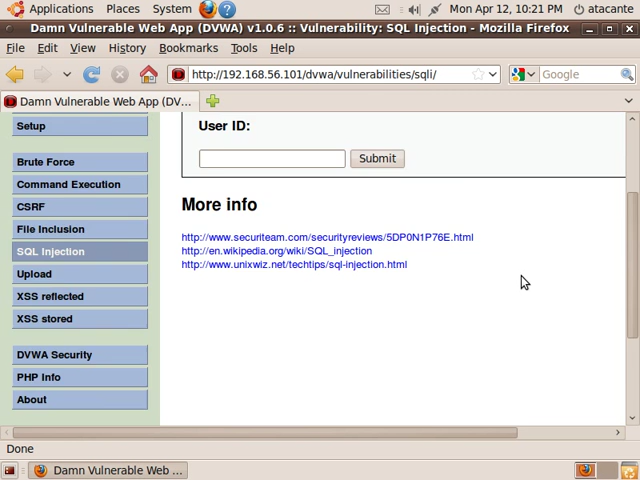 Applications Places System Mon Apr 12, 10:21 PM atacante
Damn Vulnerable Web App (DVWA) v1.0.6 :: Vulnerability: SQL Injection - Mozilla Firefox
File Edit View History Bookmarks Tools Help
http://192.168.56.101/dvwa/vulnerabilities/sqli/ Google
Damn Vulnerable Web App (DV...
Setup
Brute Force
Command Execution
CSRF
File Inclusion
SQL Injection
Upload
XSS reflected
XSS stored
DVWA Security
PHP Info
About
User ID:
Submit
More info
http://www.securiteam.com/securityreviews/5DP0N1P76E.html
http://en.wikipedia.org/wiki/SQL_injection
http://www.unixwiz.net/techtips/sql-injection.html
Done
Damn Vulnerable Web ...